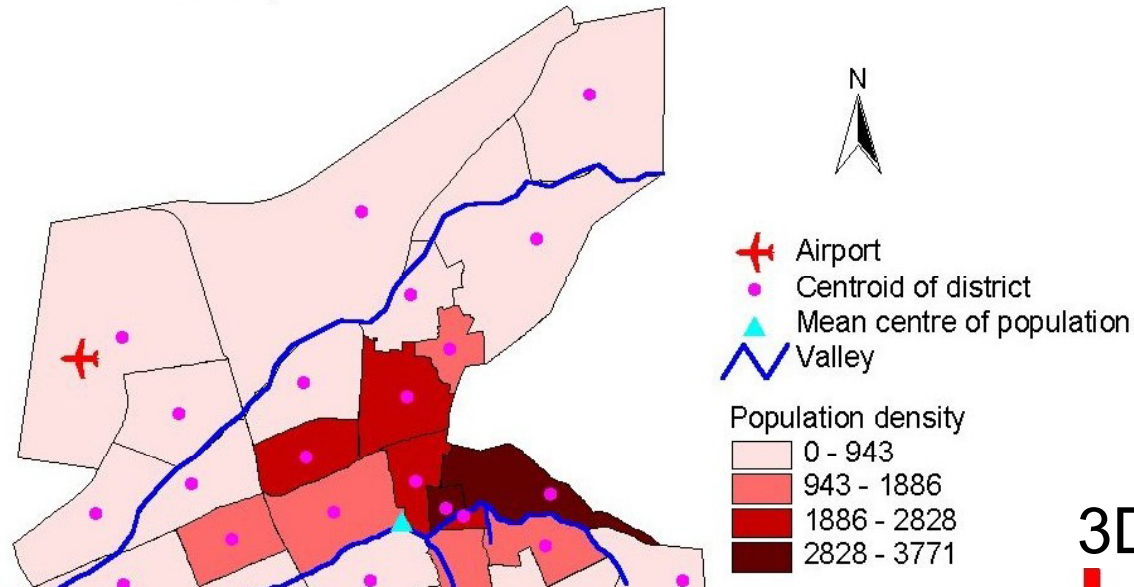 N
Airport
Centroid of district
Mean centre of population
Valley
Population density
0 - 943
943 - 1886
1886 - 2828
2828 - 3771
3D